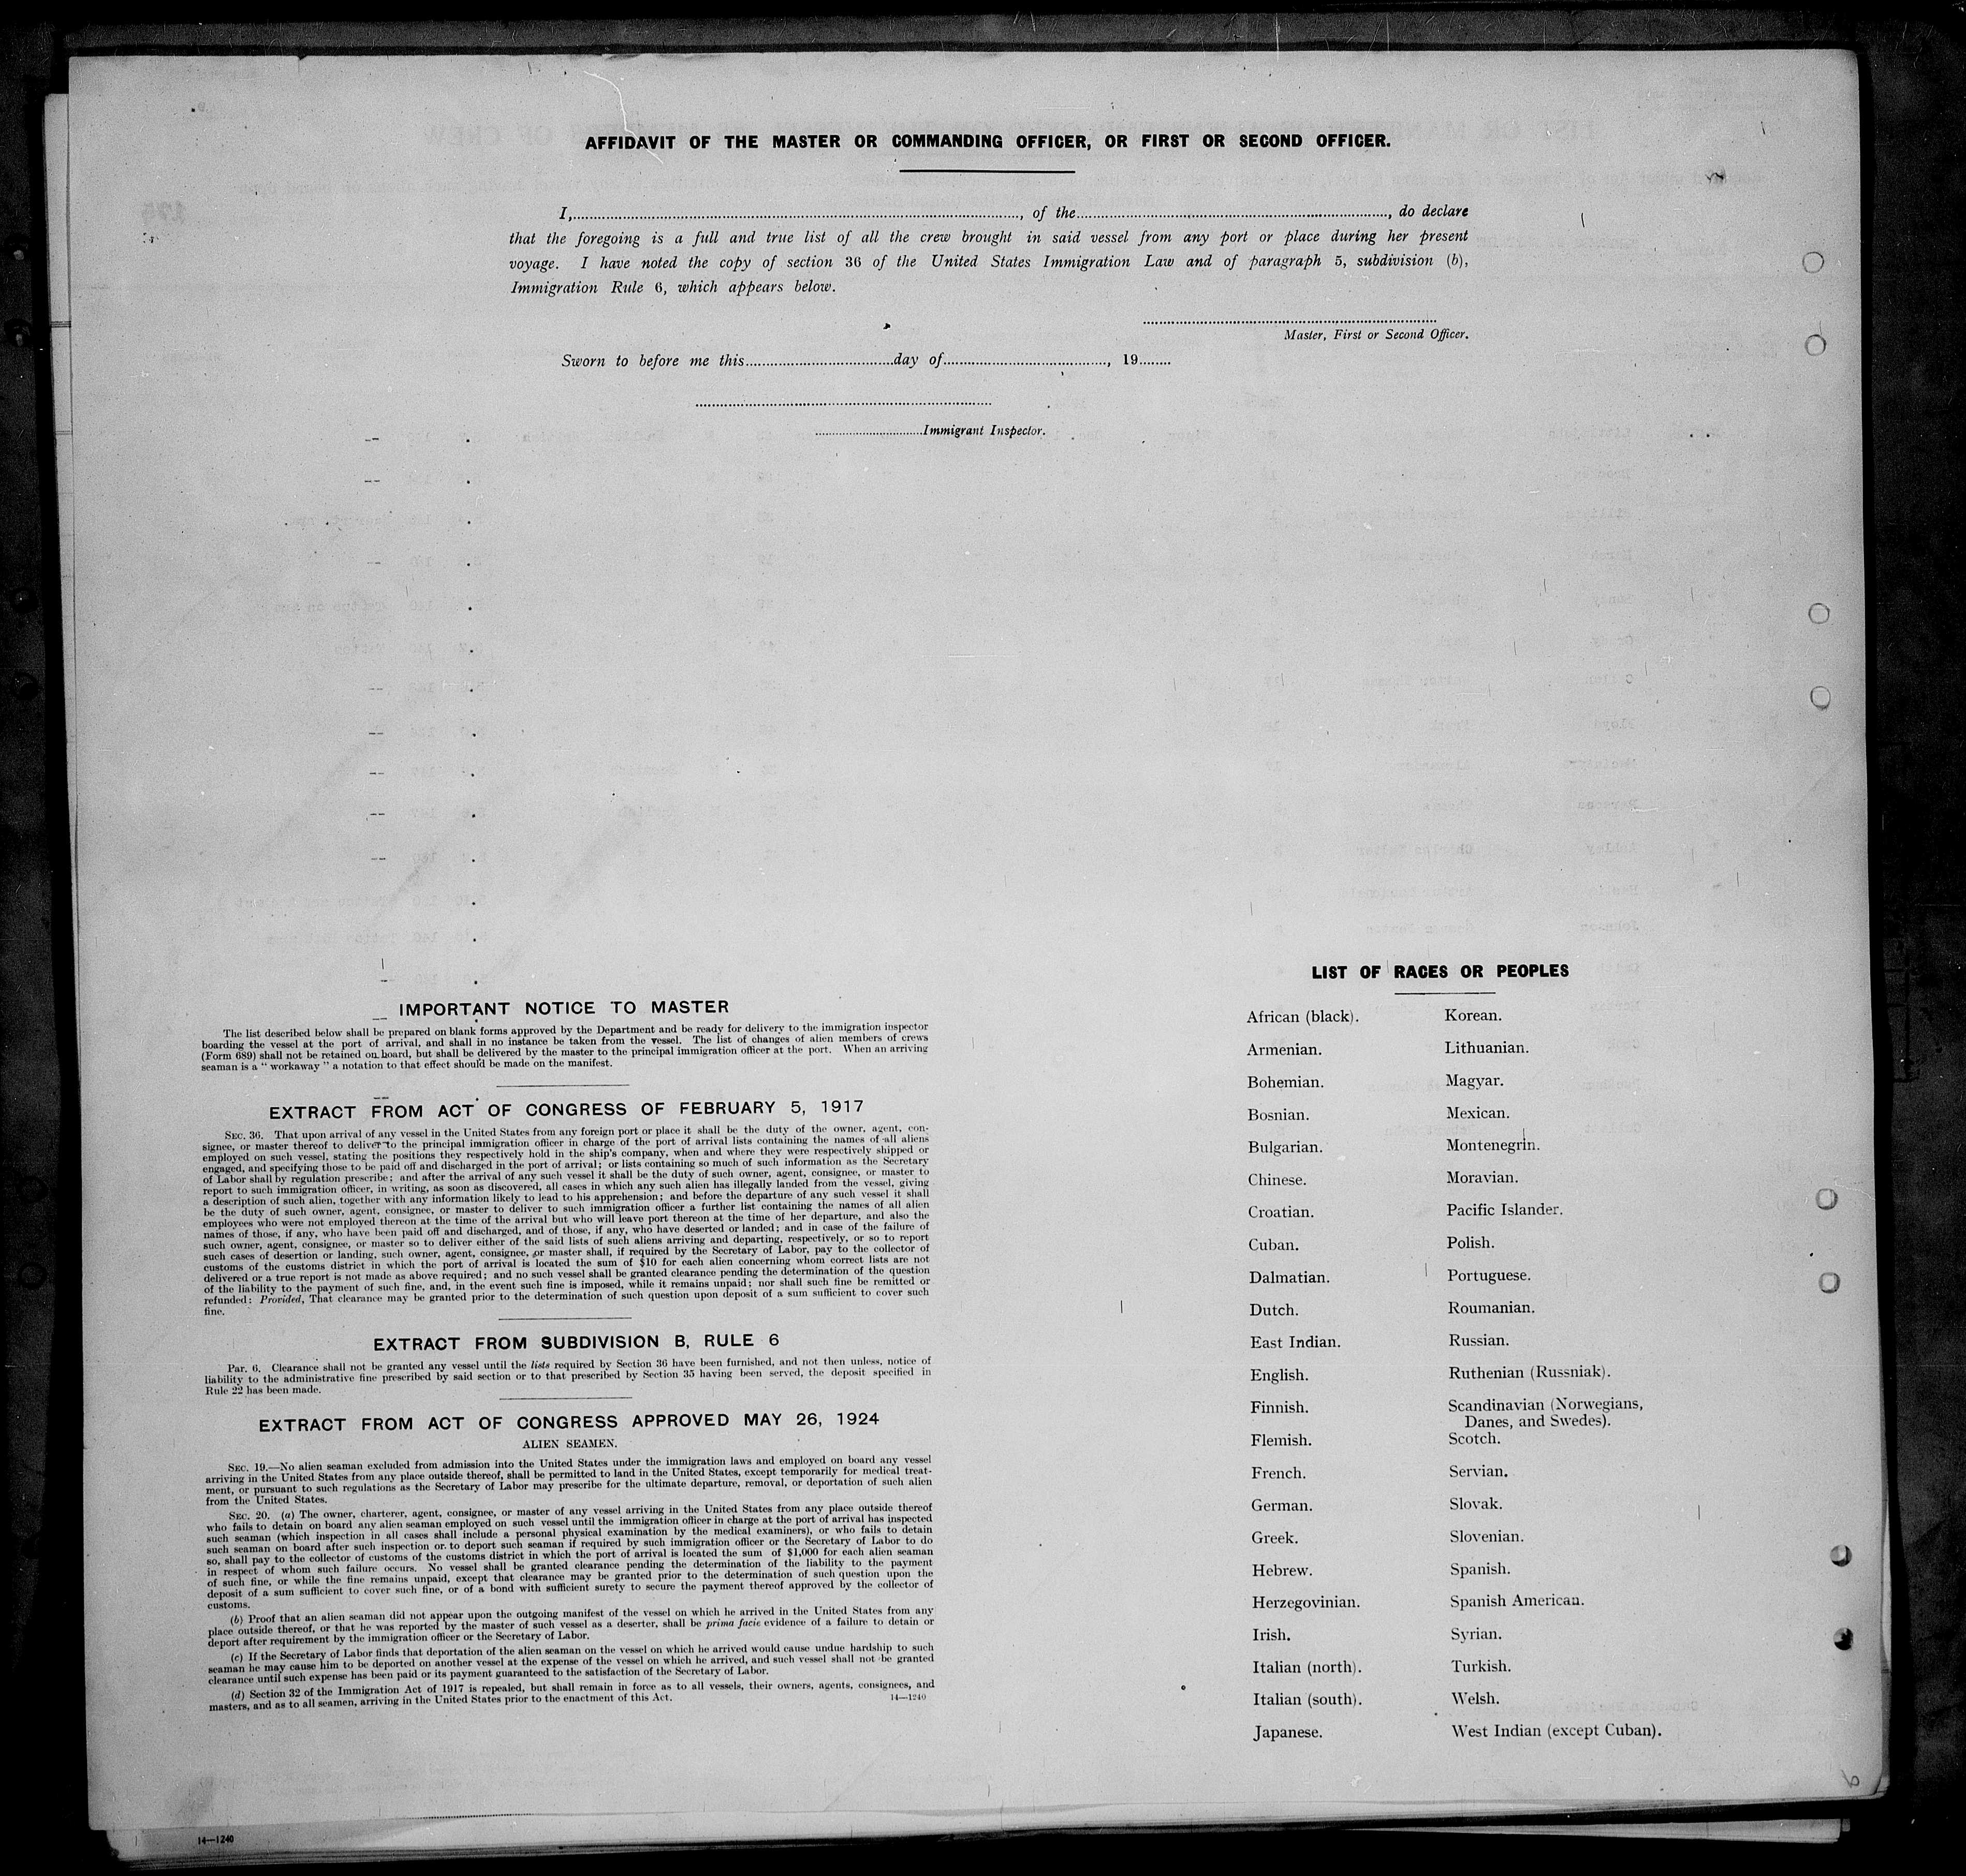 AFFIDAVIT OF THE MASTER OR COMMANDING OFFICER, OR FIRST OR SECOND OFFICER.
I,.............................., of the.............................., do declare
that the foregoing is a full and true list of all the crew brought in said vessel from any port or place during her present
voyage. I have noted the copy of section 36 of the United States Immigration Law and of paragraph 5, subdivision (b),
Immigration Rule 6, which appears below.
Master, First or Second Officer.
Sworn to before me this....................day of...................., 19........
....................Immigrant Inspector.
IMPORTANT NOTICE TO MASTER
The list described below shall be prepared on blank forms approved by the Department and be ready for delivery to the immigration inspector
boarding the vessel at the port of arrival, and shall in no instance be taken from the vessel. The list of changes of alien members of crews
(Form 689) shall not be retained on board, but shall be delivered by the master to the principal immigration officer at the port. When an arriving
seaman is a “ workaway ” a notation to that effect should be made on the manifest.
EXTRACT FROM ACT OF CONGRESS OF FEBRUARY 5, 1917
SEC. 36. That upon arrival of any vessel in the United States from any foreign port or place it shall be the duty of the owner, agent, con-
signee, or master thereof to deliver to the principal immigration officer in charge of the port of arrival lists containing the names of all aliens
employed on such vessel, stating the positions they respectively hold in the ship's company, when and where they were respectively shipped or
engaged, and specifying those to be paid off and discharged in the port of arrival; or lists containing so much of such information as the Secretary
of Labor shall by regulation prescribe; and after the arrival of any such vessel it shall be the duty of such owner, agent, consignee, or master to
report to such immigration officer, in writing, as soon as discovered, all cases in which any such alien has illegally landed from the vessel, giving
a description of such alien, together with any information likely to lead to his apprehension; and before the departure of any such vessel it shall
be the duty of such owner, agent, consignee, or master to deliver to such immigration officer a further list containing the names of all alien
employees who were not employed thereon at the time of the arrival but who will leave port thereon at the time of her departure, and also the
names of those, if any, who have been paid off and discharged, and of those, if any, who have deserted or landed; and in case of the failure of
such owner, agent, consignee, or master so to deliver either of the said lists of such aliens arriving and departing, respectively, or so to report
such cases of desertion or landing, such owner, agent, consignee, or master shall, if required by the Secretary of Labor, pay to the collector of
customs of the customs district in which the port of arrival is located the sum of $10 for each alien concerning whom correct lists are not
delivered or a true report is not made as above required; and no such vessel shall be granted clearance pending the determination of the question
of the liability to the payment of such fine, and, in the event such fine is imposed, while it remains unpaid; nor shall such fine be remitted or
refunded: Provided, That clearance may be granted prior to the determination of such question upon deposit of a sum sufficient to cover such
fine.
EXTRACT FROM SUBDIVISION B, RULE 6
Par. 6. Clearance shall not be granted any vessel until the lists required by Section 36 have been furnished, and not then unless, notice of
liability to the administrative fine prescribed by said section or to that prescribed by Section 35 having been served, the deposit specified in
Rule 22 has been made.
EXTRACT FROM ACT OF CONGRESS APPROVED MAY 26, 1924
ALIEN SEAMEN.
SEC. 19.—No alien seaman excluded from admission into the United States under the immigration laws and employed on board any vessel
arriving in the United States from any place outside thereof, shall be permitted to land in the United States, except temporarily for medical treat-
ment, or pursuant to such regulations as the Secretary of Labor may prescribe for the ultimate departure, removal, or deportation of such alien
from the United States.
SEC. 20. (a) The owner, charterer, agent, consignee, or master of any vessel arriving in the United States from any place outside thereof
who fails to detain on board any alien seaman employed on such vessel until the immigration officer in charge at the port of arrival has inspected
such seaman (which inspection in all cases shall include a personal physical examination by the medical examiners), or who fails to detain
such seaman on board after such inspection or to deport such seaman if required by such immigration officer or the Secretary of Labor to do
so, shall pay to the collector of customs of the customs district in which the port of arrival is located the sum of $1,000 for each alien seaman
in respect of whom such failure occurs. No vessel shall be granted clearance pending the determination of the liability to the payment
of such fine, or while the fine remains unpaid, except that clearance may be granted prior to the determination of such question upon the
deposit of a sum sufficient to cover such fine, or of a bond with sufficient surety to secure the payment thereof approved by the collector of
customs.
(b) Proof that an alien seaman did not appear upon the outgoing manifest of the vessel on which he arrived in the United States from any
place outside thereof, or that he was reported by the master of such vessel as a deserter, shall be prima facie evidence of a failure to detain or
deport after requirement by the immigration officer or the Secretary of Labor.
(c) If the Secretary of Labor finds that deportation of the alien seaman on the vessel on which he arrived would cause undue hardship to such
seaman he may cause him to be deported on another vessel at the expense of the vessel on which he arrived, and such vessel shall not be granted
clearance until such expense has been paid or its payment guaranteed to the satisfaction of the Secretary of Labor.
(d) Section 32 of the Immigration Act of 1917 is repealed, but shall remain in force as to all vessels, their owners, agents, consignees, and
masters, and as to all seamen, arriving in the United States prior to the enactment of this Act. 14—1240
LIST OF RACES OR PEOPLES
African (black). Korean.
Armenian. Lithuanian.
Bohemian. Magyar.
Bosnian. Mexican.
Bulgarian. Montenegrin.
Chinese. Moravian.
Croatian. Pacific Islander.
Cuban. Polish.
Dalmatian. Portuguese.
Dutch. Roumanian.
East Indian. Russian.
English. Ruthenian (Russniak).
Finnish. Scandinavian (Norwegians,
Danes, and Swedes).
Flemish. Scotch.
French. Servian.
German. Slovak.
Greek. Slovenian.
Hebrew. Spanish.
Herzegovinian. Spanish American.
Irish. Syrian.
Italian (north). Turkish.
Italian (south). Welsh.
Japanese. West Indian (except Cuban).
14—1240